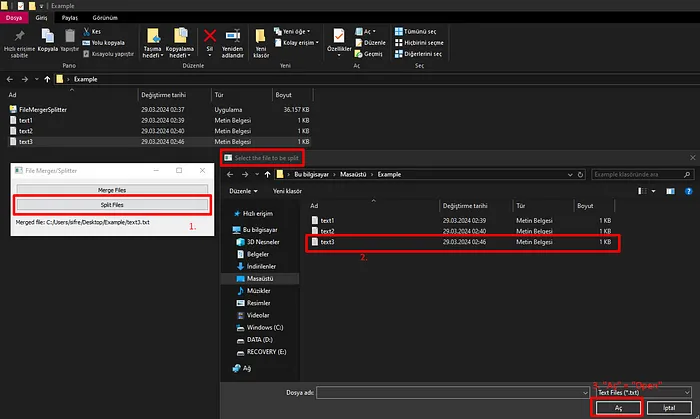 Example
Dosya
Giriş
Paylaş
Görünüm
Hızlı erişime sabitle
Kopyala
Yapıştır
Kes
Yolu kopyala
Kısayolu yapıştır
Pano
Taşıma hedefi
Kopyalama hedefi
Sil
Yeniden adlandır
Düzenle
Yeni klasör
Yeni öğe
Kolay erişim
Yeni
Özellikler
Aç
Düzenle
Geçmiş
Aç
Tümünü seç
Hiçbirini seçme
Diğerlerini seç
Seç
Example
Ad Değiştirme tarihi Tür Boyut
FileMergerSplitter 29.03.2024 02:37 Uygulama 36.157 KB
text1 29.03.2024 02:39 Metin Belgesi 1 KB
text2 29.03.2024 02:40 Metin Belgesi 1 KB
text3 29.03.2024 02:46 Metin Belgesi 1 KB
File Merger/Splitter
Merge Files
Split Files
Merged file: C:/Users/sifre/Desktop/Example/text3.txt
1.
Select the file to be split
Bu bilgisayar Masaüstü Example
Example klasöründe ara
Düzenle Yeni klasör
Hızlı erişim
Bu bilgisayar
3D Nesneler
Belgeler
İndirilenler
Masaüstü
Müzikler
Resimler
Videolar
Windows (C:)
DATA (D:)
RECOVERY (E:)
Ağ
Ad Değiştirme tarihi Tür Boyut
text1 29.03.2024 02:39 Metin Belgesi 1 KB
text2 29.03.2024 02:40 Metin Belgesi 1 KB
text3 29.03.2024 02:46 Metin Belgesi 1 KB
2.
3. "Aç" = "Open"
Dosya adı:
Text Files (*.txt)
Aç
İptal